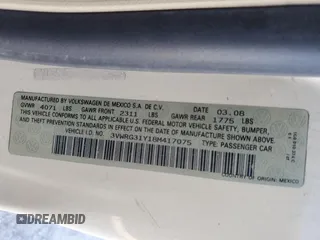 MANUFACTURED BY VOLKSWAGEN DE MEXICO S.A. DE C.V. 03.08
GVWR 4071 LBS GAWR FRONT 2311 LBS GAWR REAR 1775 LBS
THIS VEHICLE CONFORMS TO ALL APPLICABLE U.S.
FEDERAL MOTOR VEHICLE SAFETY, BUMPER,
AND THEFT PREVENTION STANDARDS IN EFFECT ON THE DATE OF MANUFACTURE SHOWN ABOVE.
VEHICLE I.D.: 3VWRG31Y18M417075 TYPE: PASSENGER CAR
COUNTRY OF ORIGIN: MEXICO
DREAMBID